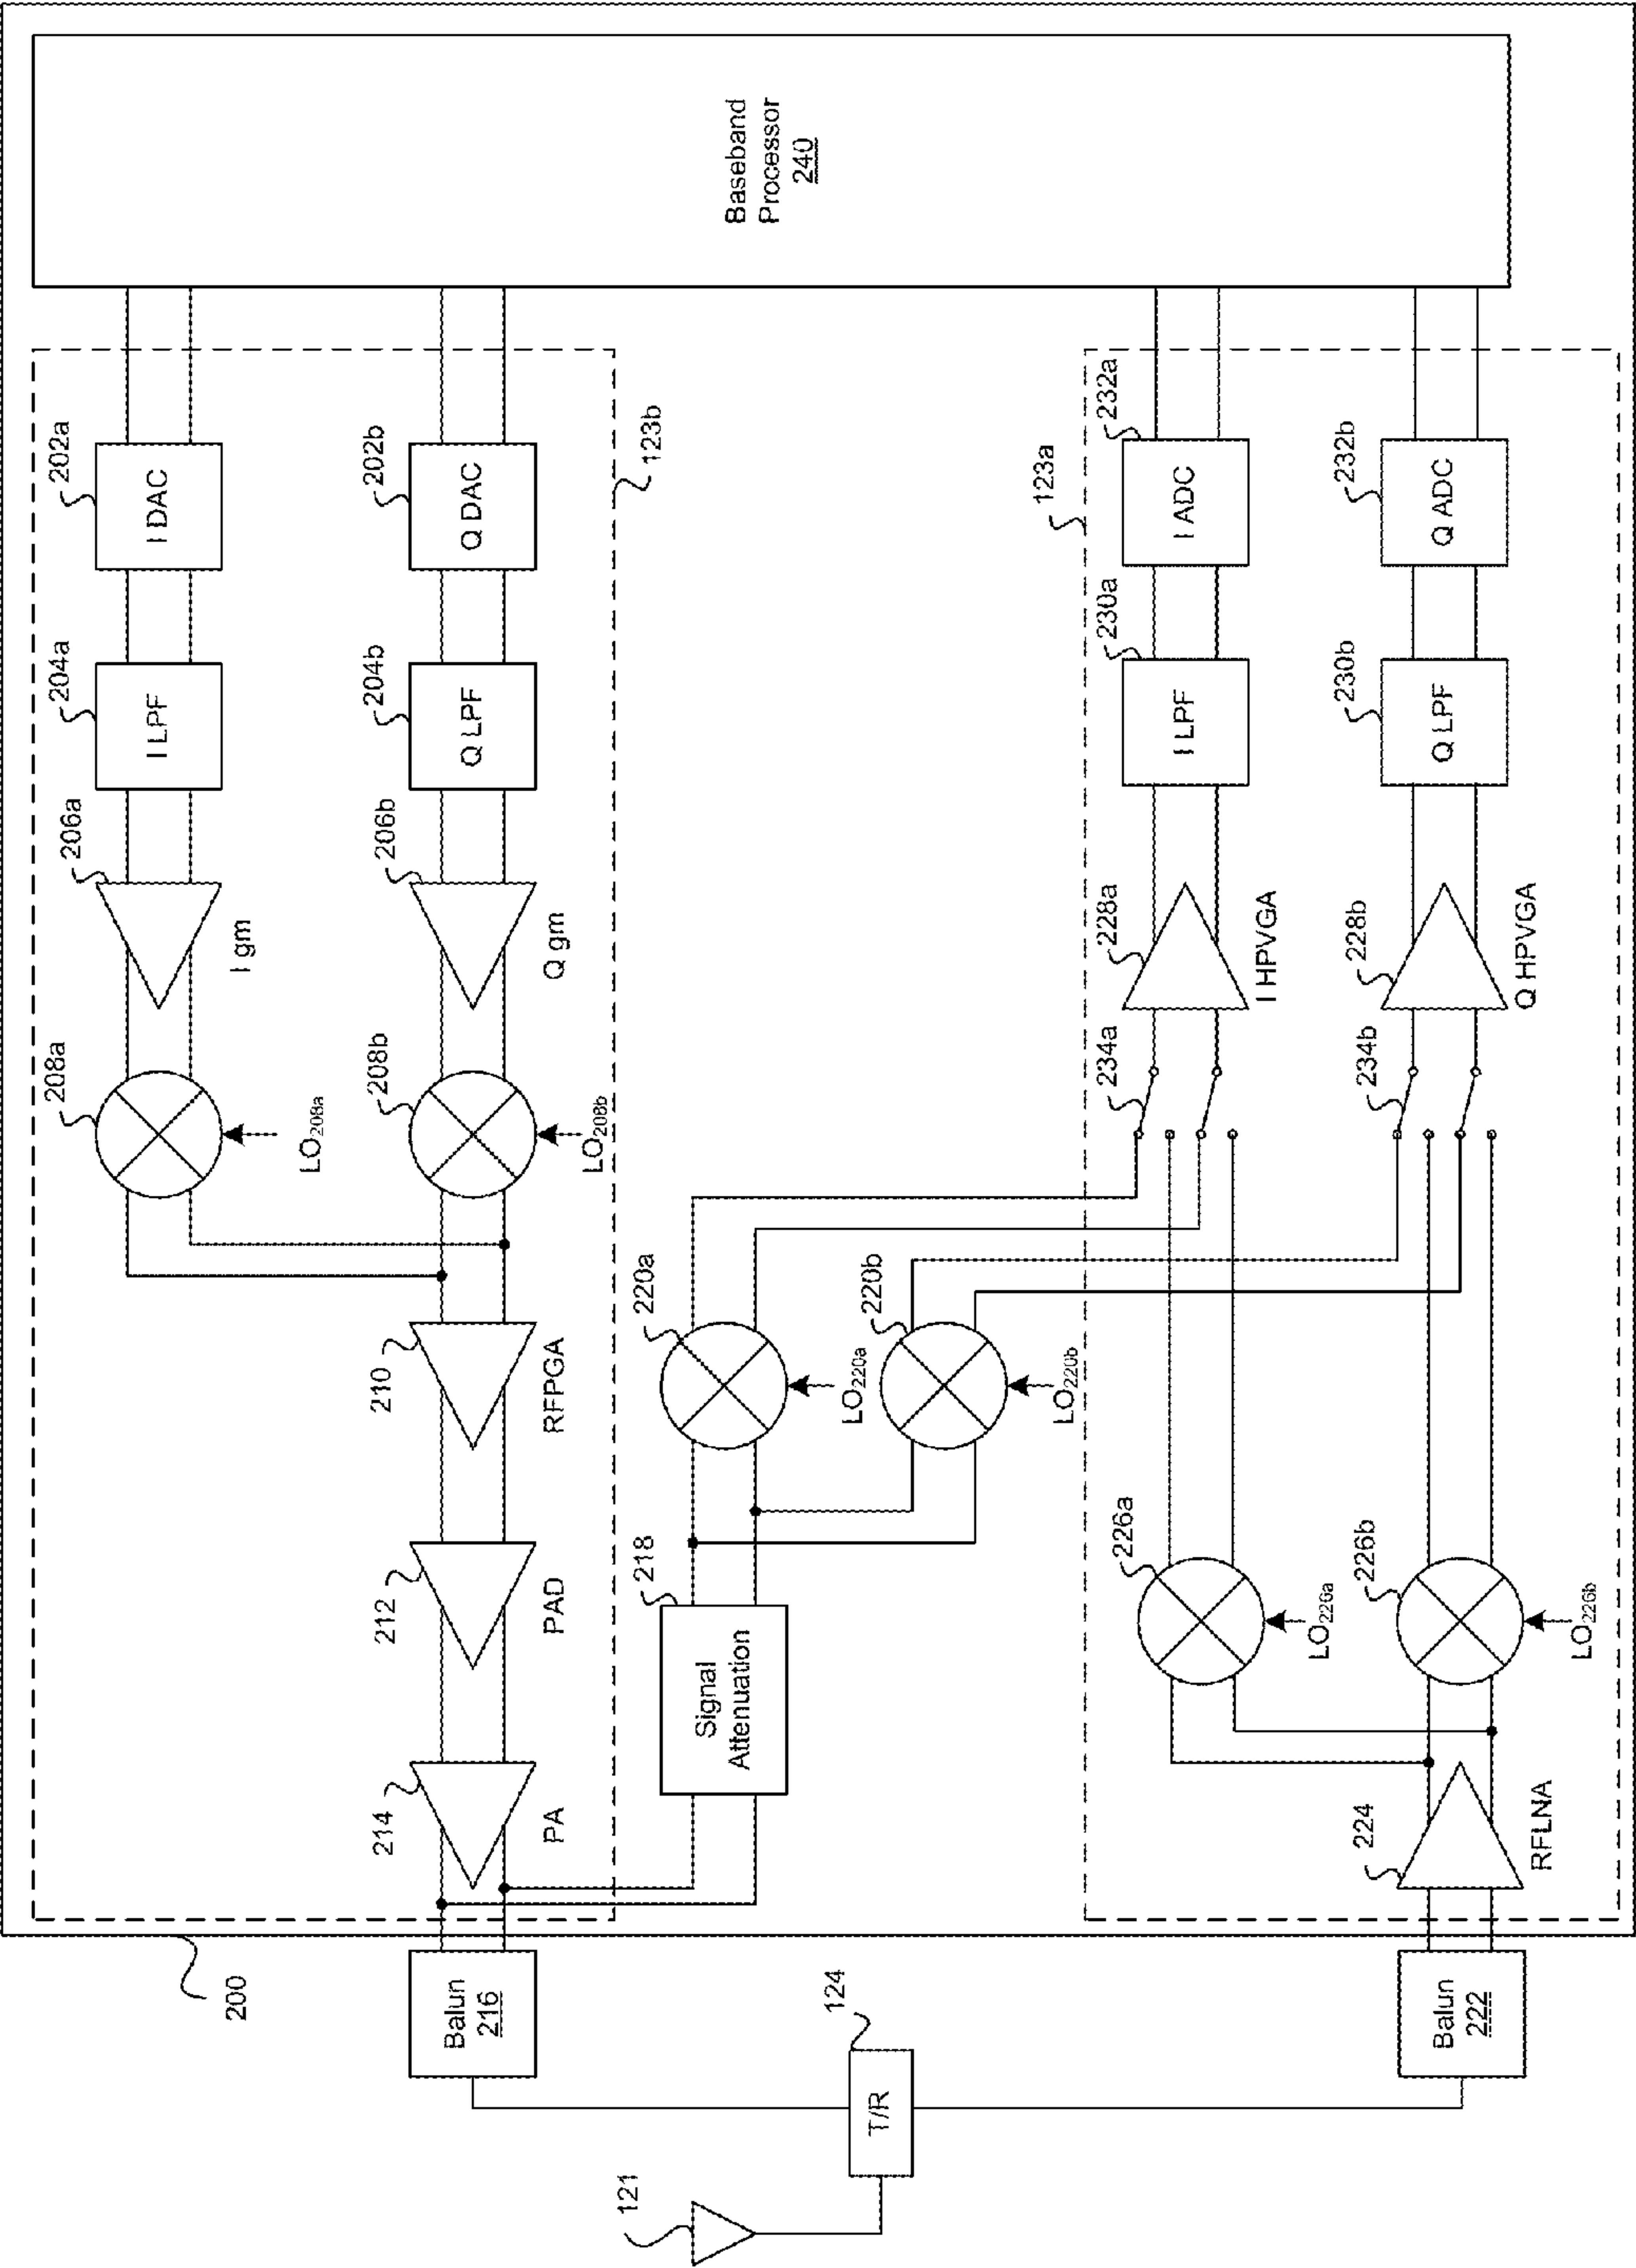 200
Baseband
Processor
240
123b
202a
I DAC
204a
I LPF
206a
I gm
208a
LO208a
202b
Q DAC
204b
Q LPF
206b
Q gm
208b
LO208b
210
RFPGA
212
PAD
214
PA
Balun
216
218
Signal
Attenuation
220a
LO220a
220b
LO220b
123a
232a
I ADC
230a
I LPF
228a
I HPVGA
234a
226a
LO226a
232b
Q ADC
230b
Q LPF
228b
Q HPVGA
234b
226b
LO226b
224
RFLNA
Balun
222
124
T/R
121